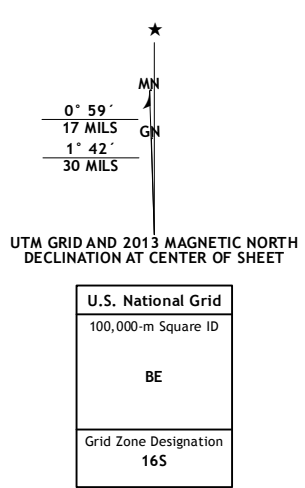 ★
MN
0° 59´
17 MILS
GN
1° 42´
30 MILS
UTM GRID AND 2013 MAGNETIC NORTH
DECLINATION AT CENTER OF SHEET
U.S. National Grid
100,000-m Square ID
BE
Grid Zone Designation
16S